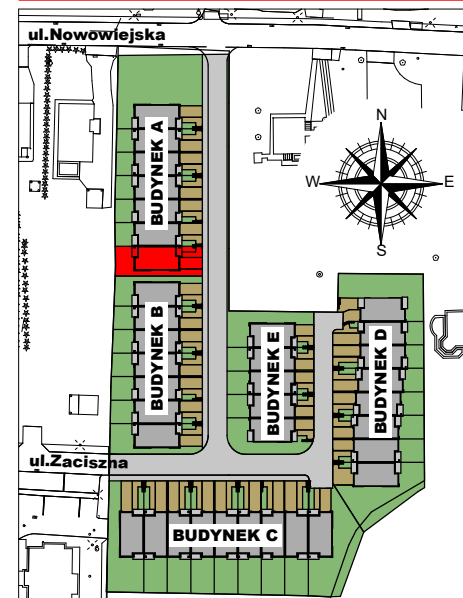 ul.Nowowiejska
BUDYNEK A
N
W
E
S
BUDYNEK B
BUDYNEK E
BUDYNEK D
ul.Zaciszna
BUDYNEK C